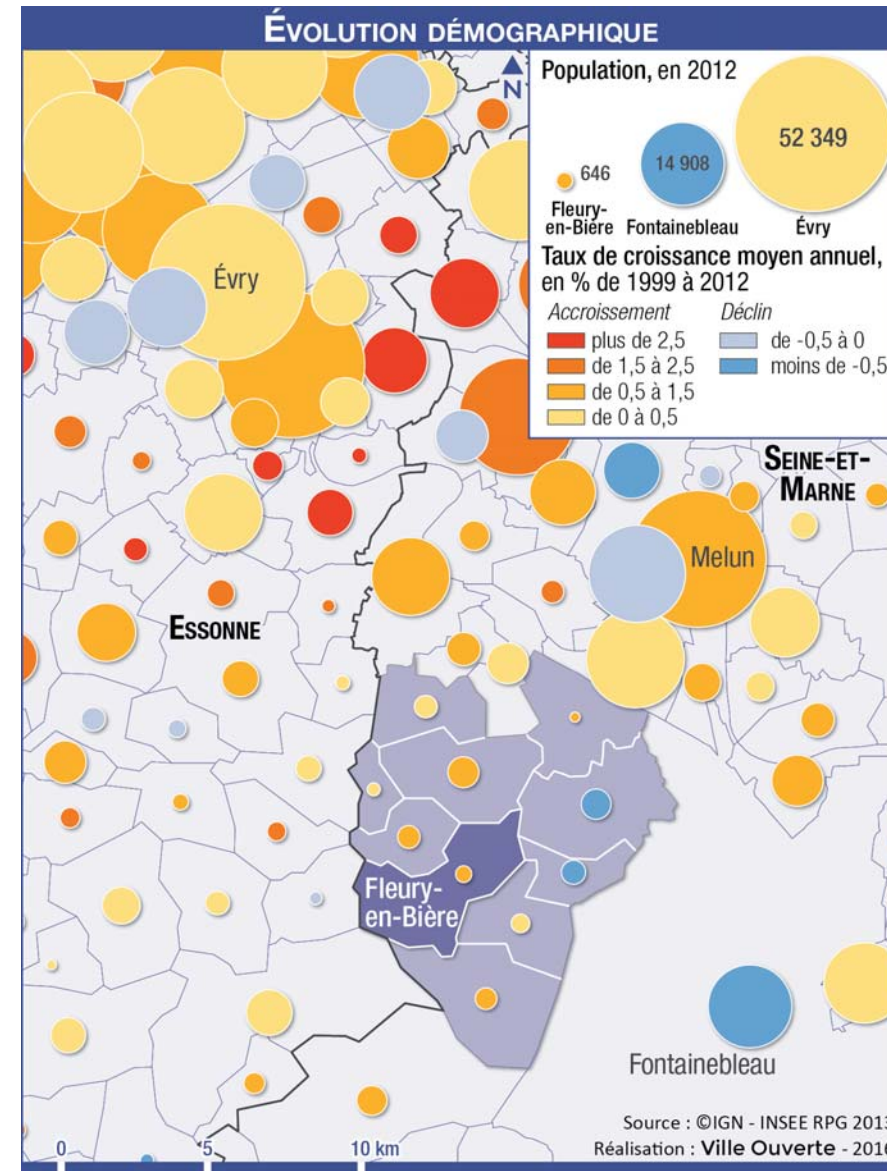 ÉVOLUTION DÉMOGRAPHIQUE
N
Population, en 2012
646
14 908
52 349
Fleury-
en-Bière
Fontainebleau
Évry
Taux de croissance moyen annuel,
en % de 1999 à 2012
Accroissement
Déclin
plus de 2,5
de 1,5 à 2,5
de 0,5 à 1,5
de 0 à 0,5
de -0,5 à 0
moins de -0,5
Évry
SEINE-ET-
MARNE
Melun
ESSONNE
Fleury-
en-Bière
Fontainebleau
Source : ©IGN - INSEE RPG 2013
Réalisation : Ville Ouverte - 2016
0 5 10 km